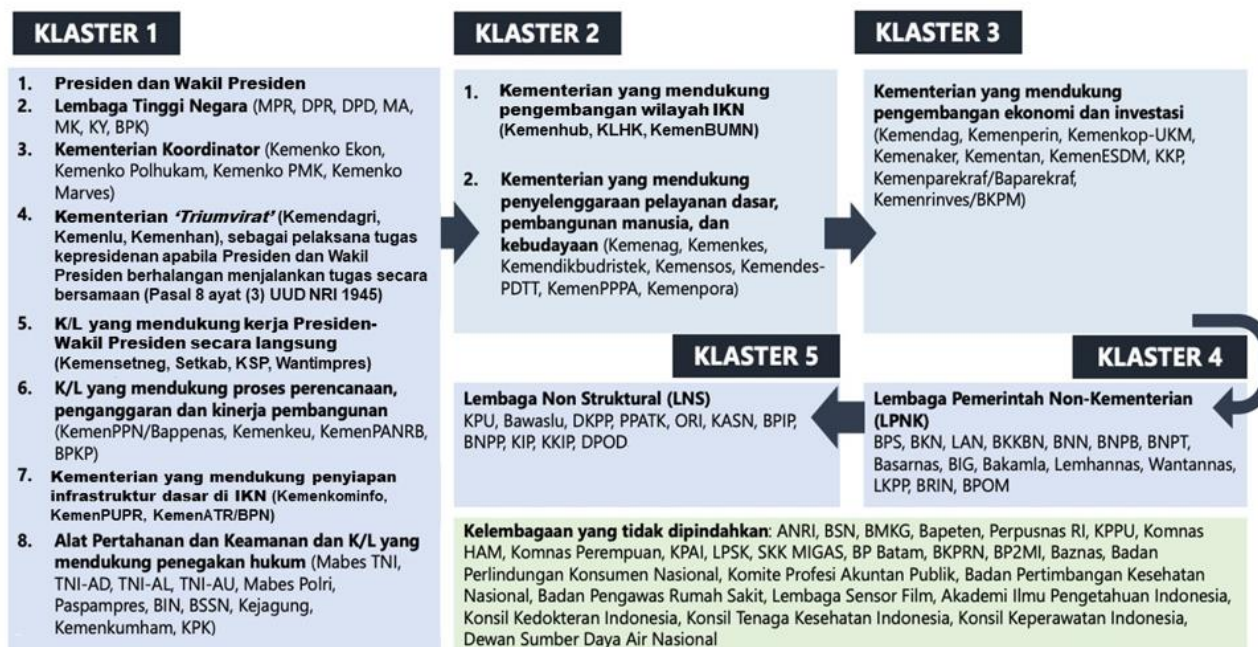 KLASTER 1
1. Presiden dan Wakil Presiden
2. Lembaga Tinggi Negara (MPR, DPR, DPD, MA,
MK, KY, BPK)
3. Kementerian Koordinator (Kemenko Ekon,
Kemenko Polhukam, Kemenko PMK, Kemenko
Marves)
4. Kementerian ‘Triumvirat’ (Kemendagri,
Kemenlu, Kemenhan), sebagai pelaksana tugas
kepresidenan apabila Presiden dan Wakil
Presiden berhalangan menjalankan tugas secara
bersamaan (Pasal 8 ayat (3) UUD NRI 1945)
5. K/L yang mendukung kerja Presiden-
Wakil Presiden secara langsung
(Kemensetneg, Setkab, KSP, Wantimpres)
6. K/L yang mendukung proses perencanaan,
penganggaran dan kinerja pembangunan
(KemenPPN/Bappenas, Kemenkeu, KemenPANRB,
BPKP)
7. Kementerian yang mendukung penyiapan
infrastruktur dasar di IKN (Kemenkominfo,
KemenPUPR, KemenATR/BPN)
8. Alat Pertahanan dan Keamanan dan K/L yang
mendukung penegakan hukum (Mabes TNI,
TNI-AD, TNI-AL, TNI-AU, Mabes Polri,
Paspampres, BIN, BSSN, Kejagung,
Kemenkumham, KPK)
KLASTER 2
1. Kementerian yang mendukung
pengembangan wilayah IKN
(Kemenhub, KLHK, KemenBUMN)
2. Kementerian yang mendukung
penyelenggaraan pelayanan dasar,
pembangunan manusia, dan
kebudayaan (Kemenag, Kemenkes,
Kemendikbudristek, Kemensos, Kemendes-
PDTT, KemenPPPA, Kemenpora)
KLASTER 3
Kementerian yang mendukung
pengembangan ekonomi dan investasi
(Kemendag, Kemenperin, Kemenkop-UKM,
Kemenaker, Kementan, KemenESDM, KKP,
Kemenparekraf/Baparekraf,
Kemenrinves/BKPM)
KLASTER 4
Lembaga Pemerintah Non-Kementerian
(LPNK)
BPS, BKN, LAN, BKKBN, BNN, BNPB, BNPT,
Basarnas, BIG, Bakamla, Lemhannas, Wantannas,
LKPP, BRIN, BPOM
KLASTER 5
Lembaga Non Struktural (LNS)
KPU, Bawaslu, DKPP, PPATK, ORI, KASN, BPIP,
BNPP, KIP, KKIP, DPOD
Kelembagaan yang tidak dipindahkan: ANRI, BSN, BMKG, Bapeten, Perpusnas RI, KPPU, Komnas
HAM, Komnas Perempuan, KPAI, LPSK, SKK MIGAS, BP Batam, BKPRN, BP2MI, Baznas, Badan
Perlindungan Konsumen Nasional, Komite Profesi Akuntan Publik, Badan Pertimbangan Kesehatan
Nasional, Badan Pengawas Rumah Sakit, Lembaga Sensor Film, Akademi Ilmu Pengetahuan Indonesia,
Konsil Kedokteran Indonesia, Konsil Tenaga Kesehatan Indonesia, Konsil Keperawatan Indonesia,
Dewan Sumber Daya Air Nasional